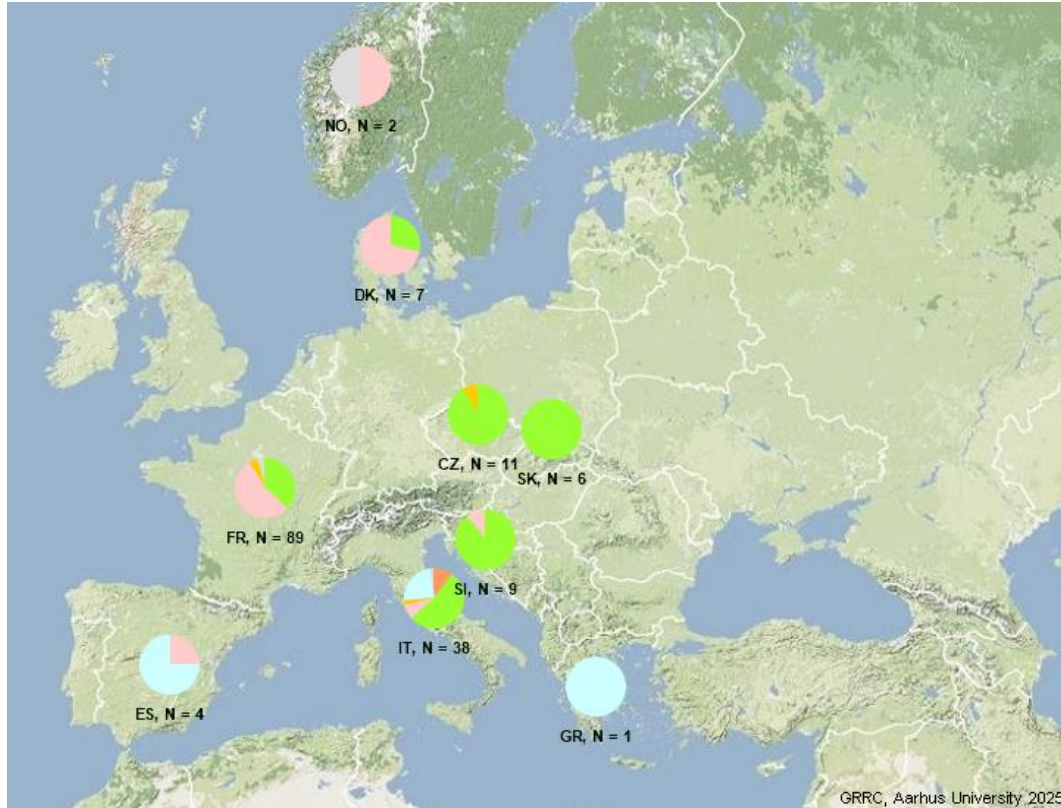 NO, N = 2
DK, N = 7
CZ, N = 11
SK, N = 6
FR, N = 89
SI, N = 9
IT, N = 38
ES, N = 4
GR, N = 1
GRRC, Aarhus University, 2025